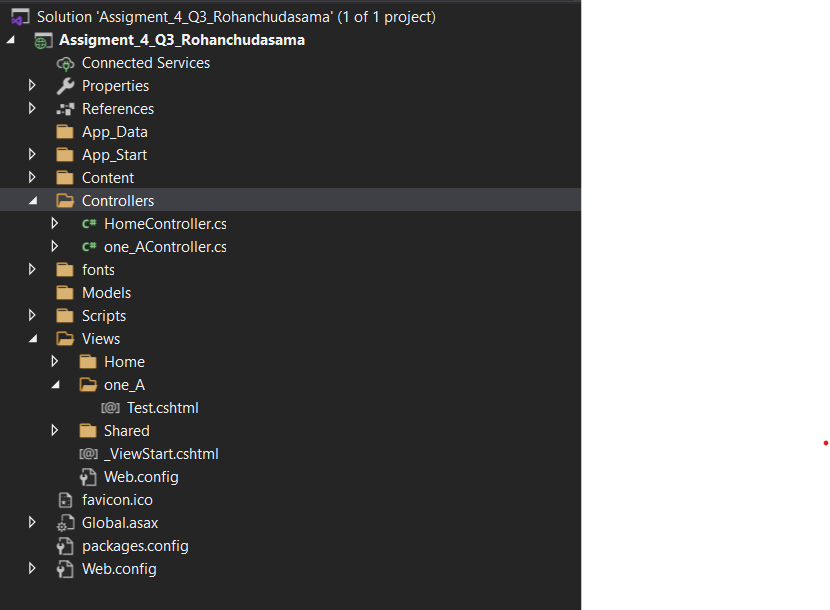 Solution 'Assigment_4_Q3_Rohanchudasama' (1 of 1 project)
Assigment_4_Q3_Rohanchudasama
Connected Services
Properties
References
App_Data
App_Start
Content
Controllers
C# HomeController.cs
C# one_AController.cs
fonts
Models
Scripts
Views
Home
one_A
[@] Test.cshtml
Shared
[@] _ViewStart.cshtml
Web.config
favicon.ico
Global.asax
packages.config
Web.config